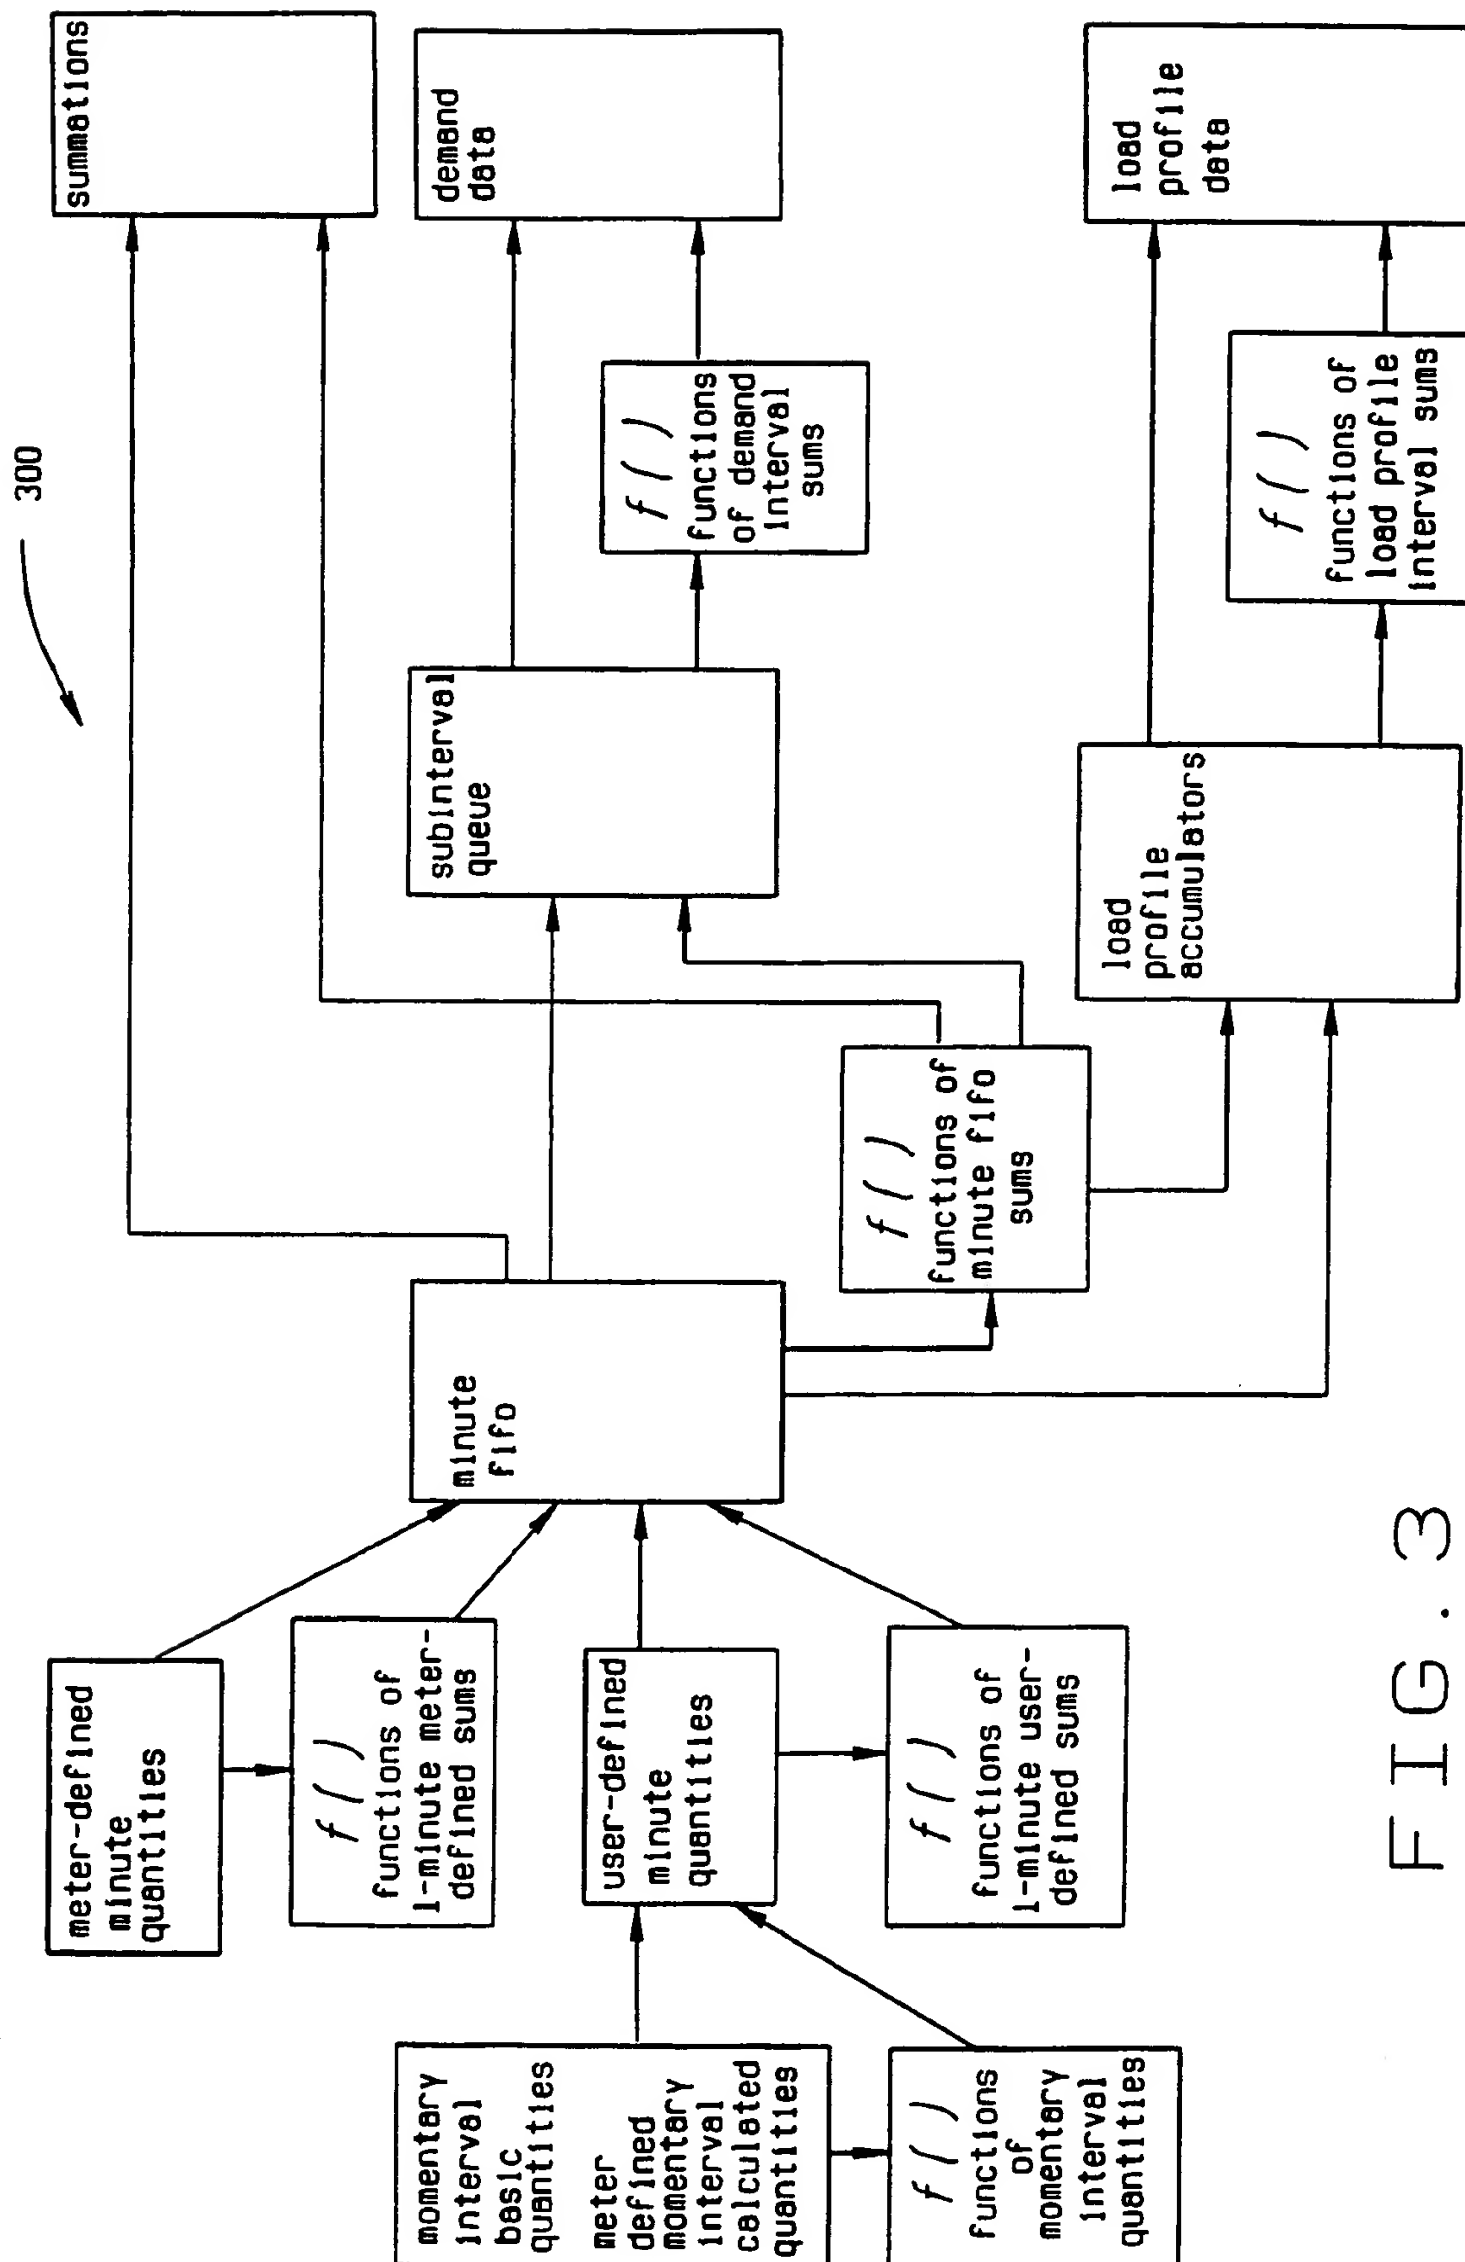 300
momentary
interval
basic
quantities
meter
defined
momentary
interval
calculated
quantities
f()
functions
of
momentary
interval
quantities
meter-defined
minute
quantities
f()
functions of
1-minute meter-
defined sums
user-defined
minute
quantities
f()
functions of
1-minute user-
defined sums
minute
fifo
f()
functions of
minute fifo
sums
subinterval
queue
load
profile
accumulators
f()
functions
of demand
interval
sums
f()
functions of
load profile
interval sums
summations
demand
data
load
profile
data
FIG. 3